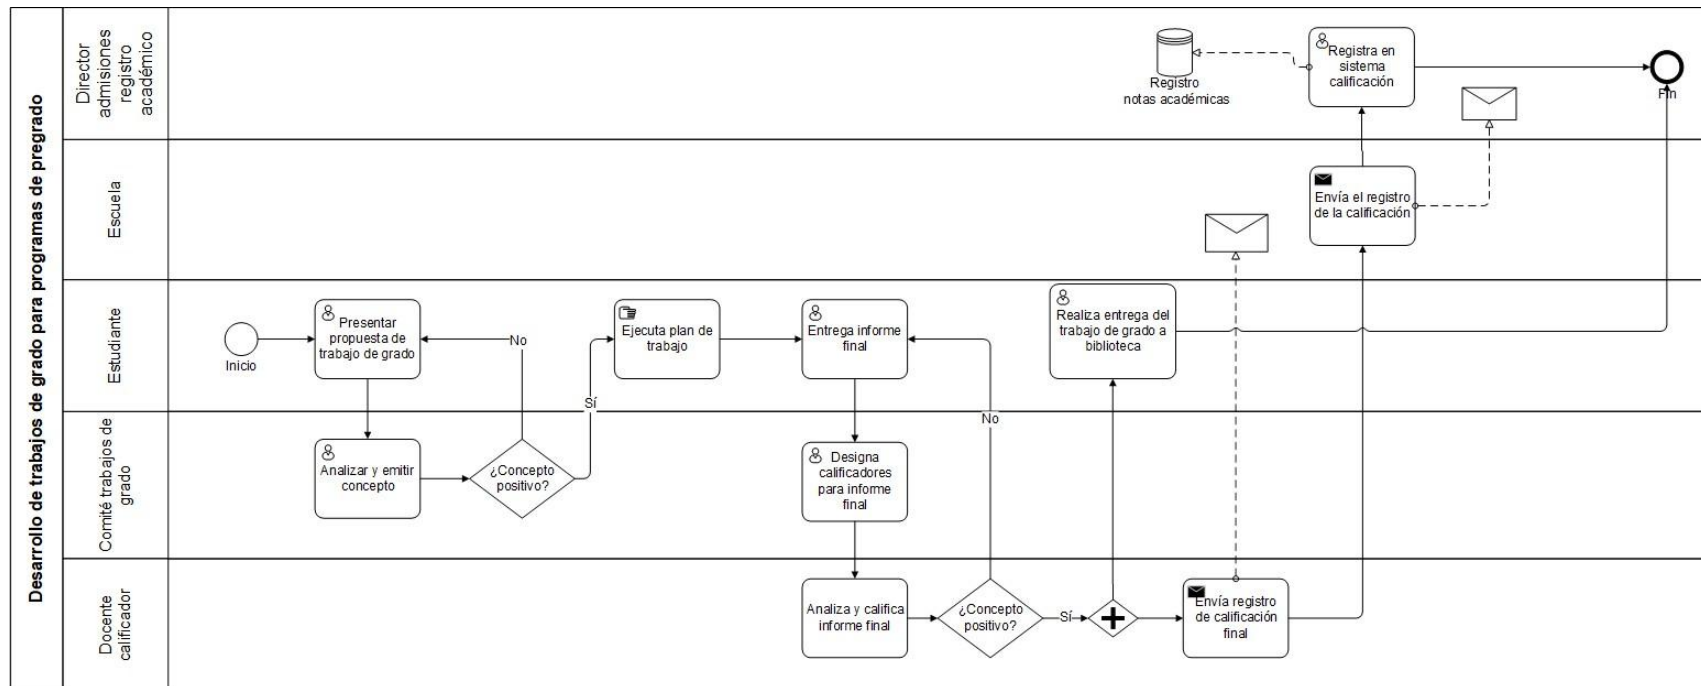 Desarrollo de trabajos de grado para programas de pregrado
Director
admisiones
registro
académico
Registro
notas académicas
Registra en
sistema
calificación
Fin
Escuela
Envía el registro
de la calificación
Estudiante
Inicio
Presentar
propuesta de
trabajo de grado
No
Sí
Ejecuta plan de
trabajo
Entrega informe
final
No
Realiza entrega del
trabajo de grado a
biblioteca
Comité trabajos de
grado
Analizar y emitir
concepto
¿Concepto
positivo?
Designa
calificadores
para informe
final
Docente
calificador
Analiza y califica
informe final
¿Concepto
positivo?
Sí
Envía registro
de calificación
final